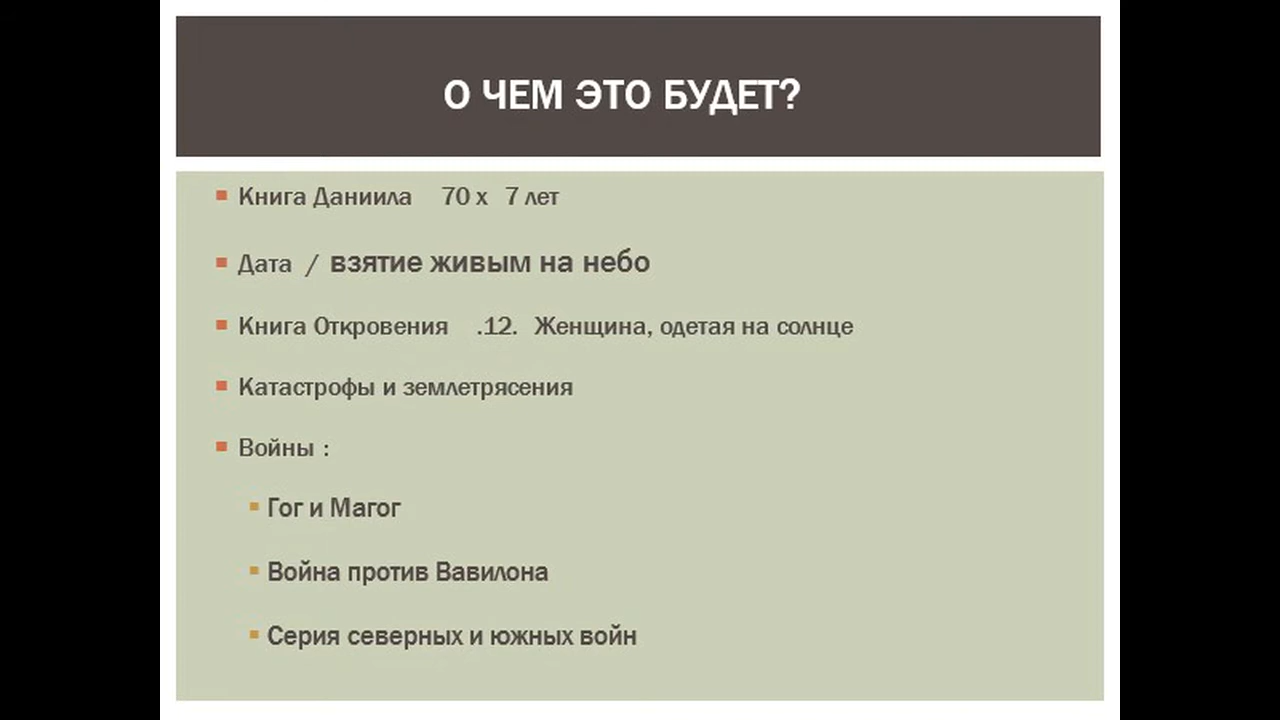 О ЧЕМ ЭТО БУДЕТ?
Книга Даниила 70 х 7 лет
Дата / взятие живым на небо
Книга Откровения .12. Женщина, одетая на солнце
Катастрофы и землетрясения
Войны :
Гог и Магог
Война против Вавилона
Серия северных и южных войн